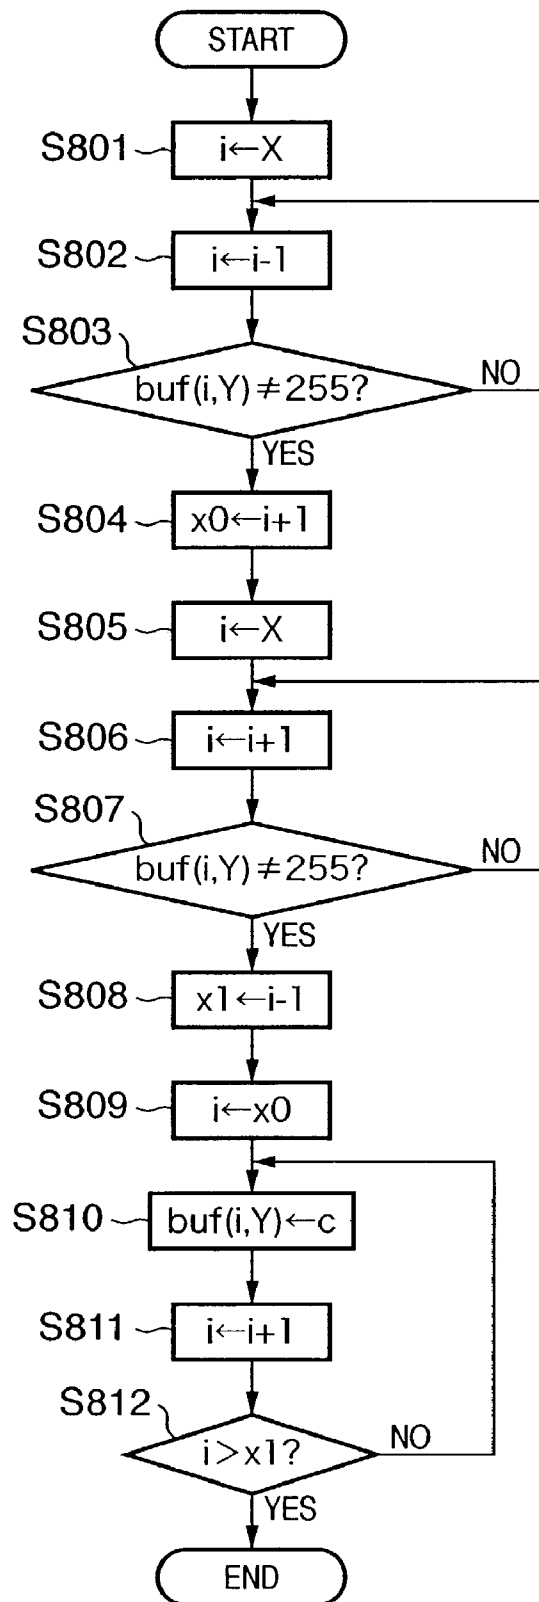 START
S801
i←X
S802
i←i-1
S803
buf(i,Y)≠255?
NO
YES
S804
x0←i+1
S805
i←X
S806
i←i+1
S807
buf(i,Y)≠255?
NO
YES
S808
x1←i-1
S809
i←x0
S810
buf(i,Y)←c
S811
i←i+1
S812
i>x1?
NO
YES
END